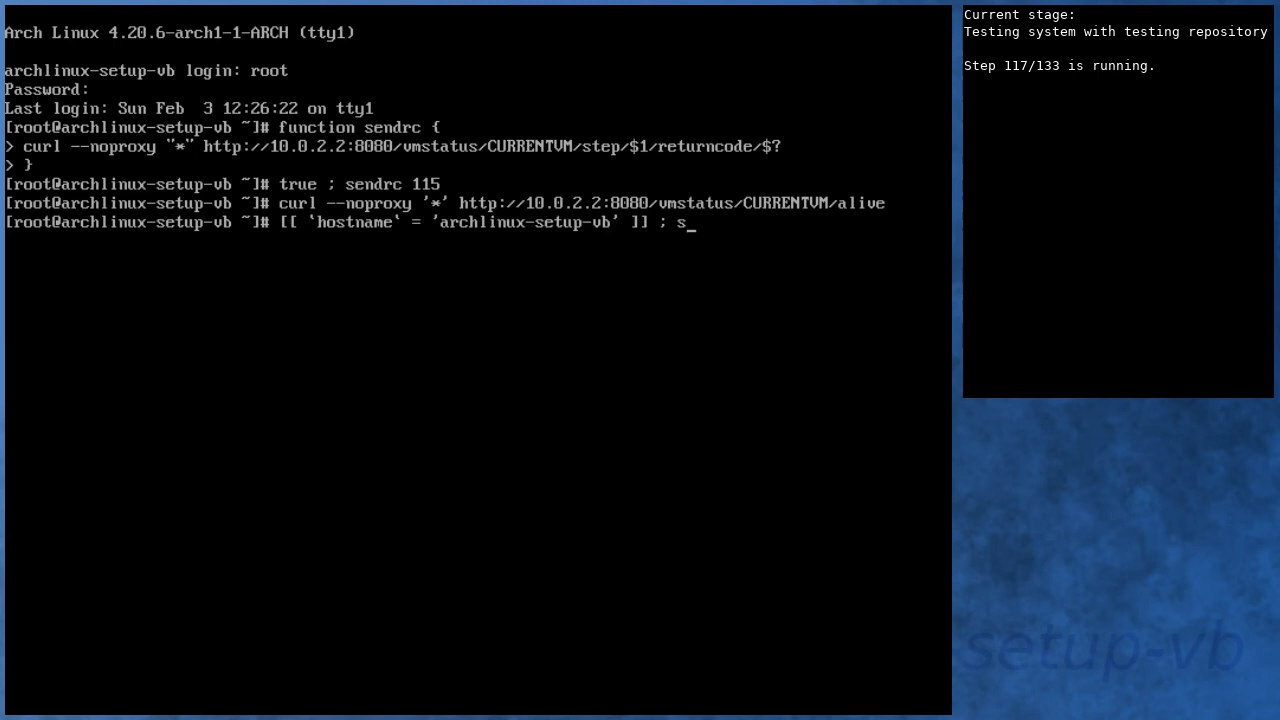 Arch Linux 4.20.6-arch1-1-ARCH (tty1)
archlinux-setup-vb login: root
Password:
Last login: Sun Feb  3 12:26:22 on tty1
[root@archlinux-setup-vb ~]# function sendrc {
> curl --noproxy "*" http://10.0.2.2:8080/vmstatus/CURRENTVM/step/$1/returncode/$?
> }
[root@archlinux-setup-vb ~]# true ; sendrc 115
[root@archlinux-setup-vb ~]# curl --noproxy '*' http://10.0.2.2:8080/vmstatus/CURRENTVM/alive
[root@archlinux-setup-vb ~]# [[ `hostname` = 'archlinux-setup-vb' ]] ; s_
Current stage:
Testing system with testing repository
Step 117/133 is running.
-setup-vb